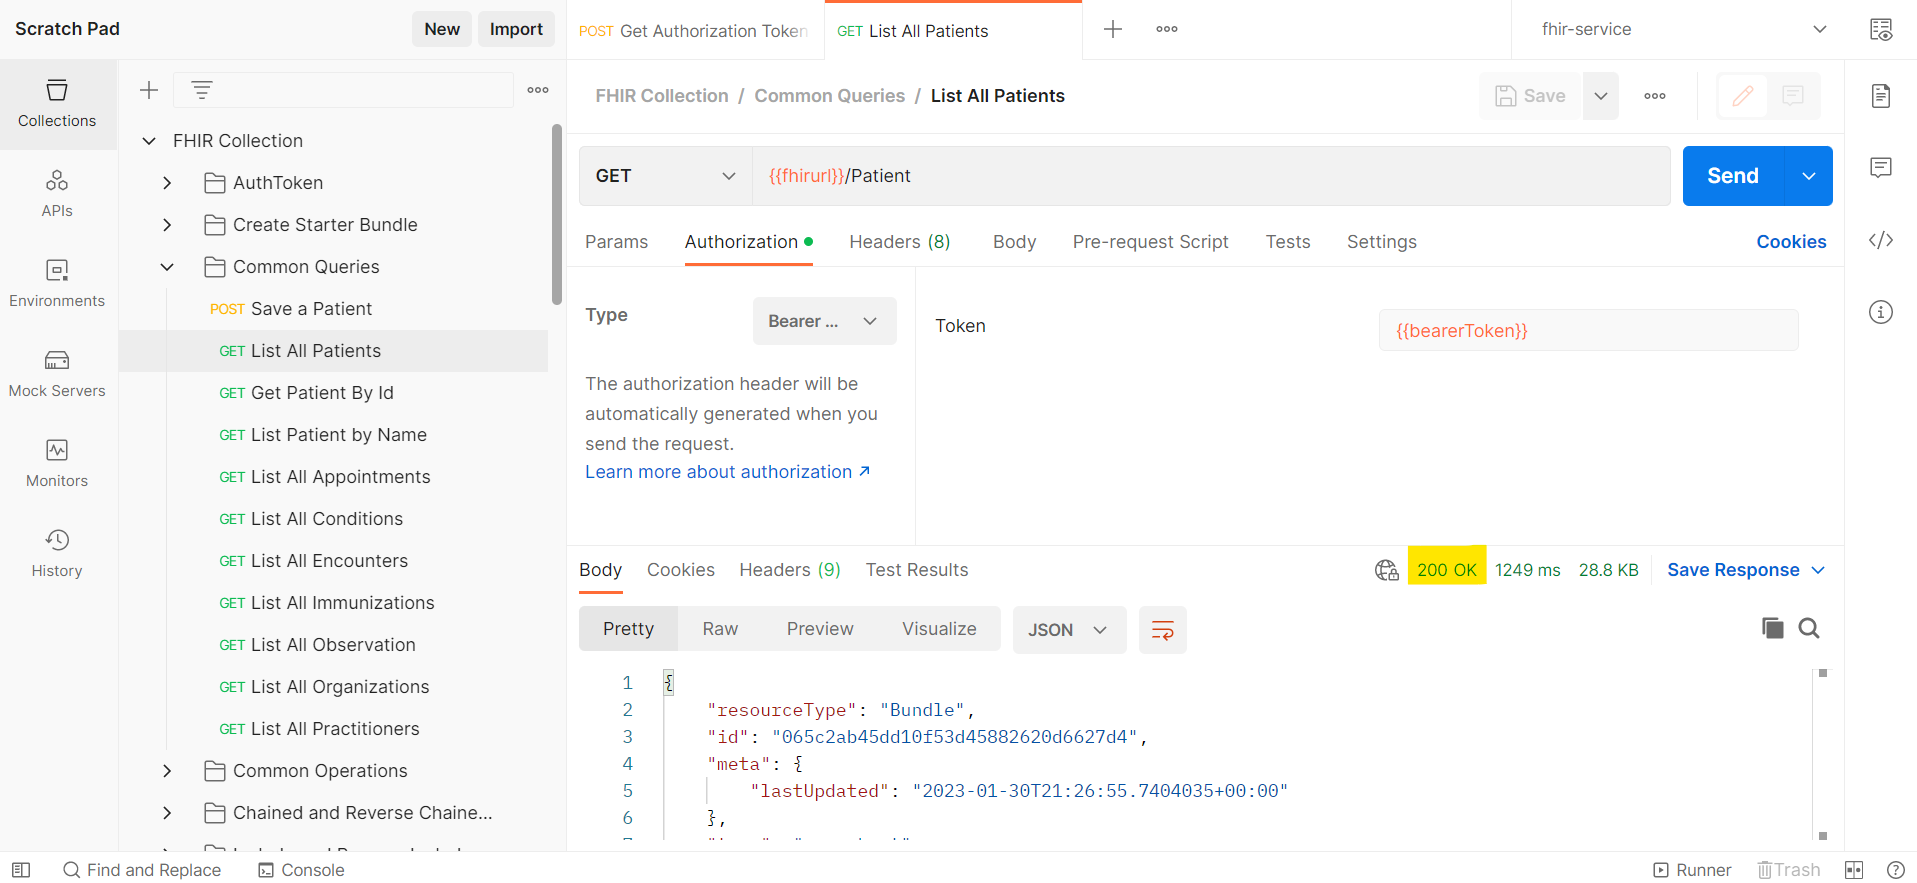 Scratch Pad
New
Import
POST Get Authorization Token
GET List All Patients
fhir-service
Collections
APIs
Environments
Mock Servers
Monitors
History
FHIR Collection
AuthToken
Create Starter Bundle
Common Queries
POST Save a Patient
GET List All Patients
GET Get Patient By Id
GET List Patient by Name
GET List All Appointments
GET List All Conditions
GET List All Encounters
GET List All Immunizations
GET List All Observation
GET List All Organizations
GET List All Practitioners
Common Operations
Chained and Reverse Chaine...
FHIR Collection / Common Queries / List All Patients
Save
GET
{{fhirurl}}/Patient
Send
Params
Authorization
Headers (8)
Body
Pre-request Script
Tests
Settings
Cookies
Type
Bearer ...
The authorization header will be
automatically generated when you
send the request.
Learn more about authorization ↗
Token
{{bearerToken}}
Body
Cookies
Headers (9)
Test Results
200 OK
1249 ms
28.8 KB
Save Response
Pretty
Raw
Preview
Visualize
JSON
1 {
2 "resourceType": "Bundle",
3 "id": "065c2ab45dd10f53d45882620d6627d4",
4 "meta": {
5 "lastUpdated": "2023-01-30T21:26:55.7404035+00:00"
6 },
Find and Replace
Console
Runner
Trash